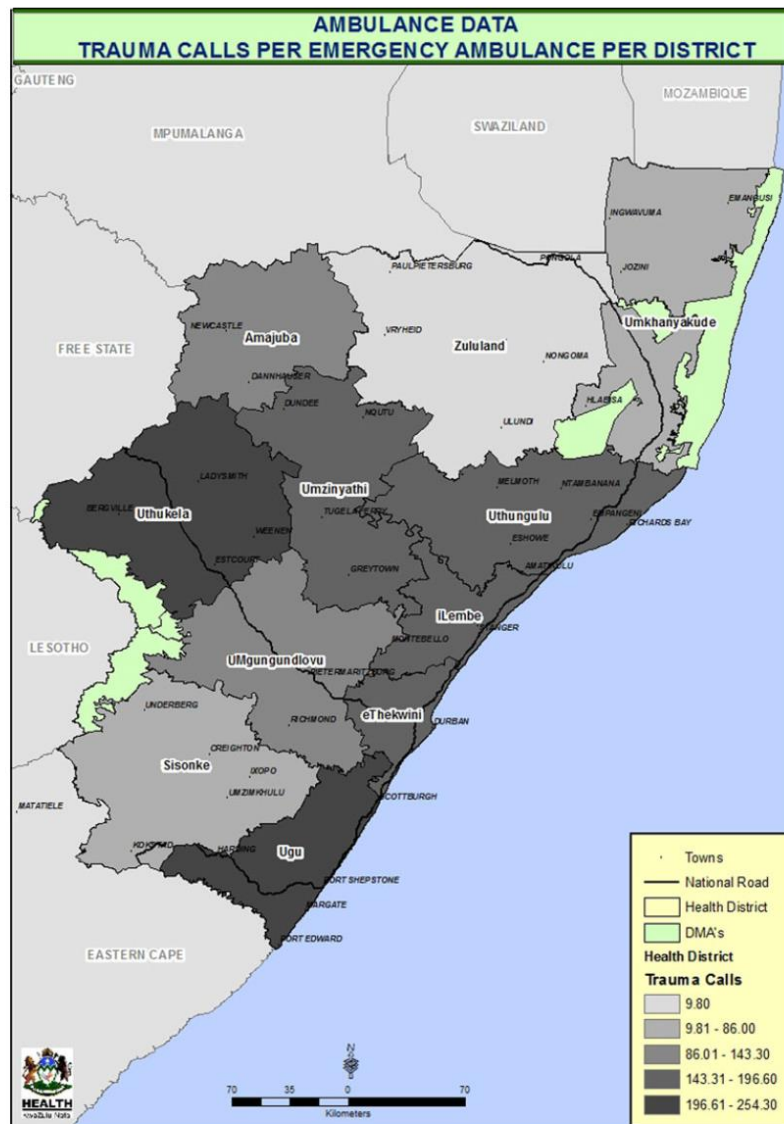 AMBULANCE DATA
TRAUMA CALLS PER EMERGENCY AMBULANCE PER DISTRICT
GAUTENG
MOZAMBIQUE
SWAZILAND
MPUMALANGA
EMANGUSI
INGWAVUMA
PONGOLA
PAULPIETERSBURG
JOZINI
NEWCASTLE
Amajuba
VRYHEID
Umkhanyakude
Zululand
FREE STATE
NONGOMA
DANNHAUSER
HLABISA
DUNDEE
NQUTU
ULUNDI
LADYSMITH
Umzinyathi
MELMOTH
NTAMBANANA
BERGVILLE
Uthukela
TUGELA FERRY
Uthungulu
EMPANGENI
RICHARDS BAY
WEENEN
ESHOWE
ESTCOURT
GREYTOWN
AMATIKULU
iLembe
STANGER
LESOTHO
MONTEBELLO
UMgungundlovu
PIETERMARITZBURG
UNDERBERG
RICHMOND
eThekwini
DURBAN
CREIGHTON
Sisonke
IXOPO
UMZIMKHULU
SCOTTBURGH
MATATIELE
KOKSTAD
HARDING
Ugu
PORT SHEPSTONE
MARGATE
PORT EDWARD
EASTERN CAPE
Towns
National Road
Health District
DMA's
Health District
Trauma Calls
9.80
9.81 - 86.00
86.01 - 143.30
143.31 - 196.60
196.61 - 254.30
N
70 35 0 70
Kilometers
HEALTH
KwaZulu Natal